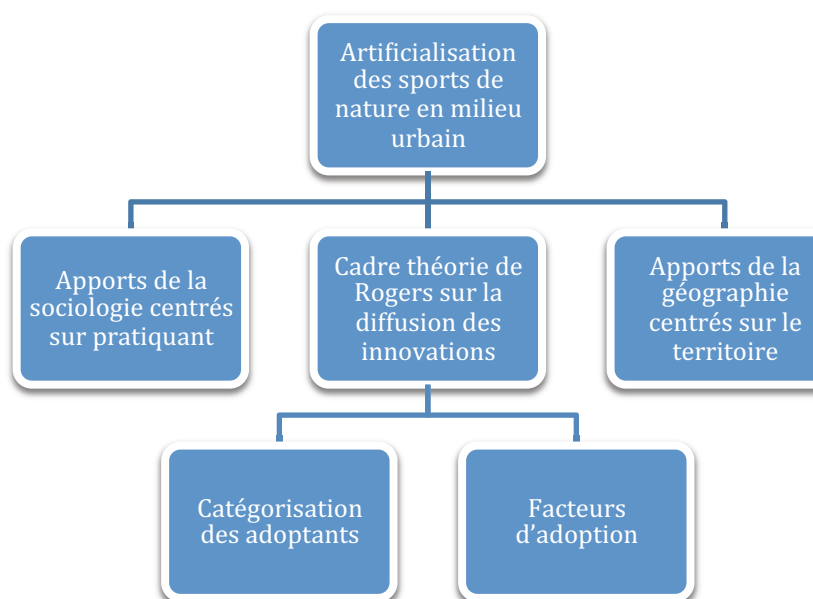 Artificialisation
des sports de
nature en milieu
urbain
Apports de la
sociologie centrés
sur pratiquant
Cadre théorie de
Rogers sur la
diffusion des
innovations
Apports de la
géographie
centrés sur le
territoire
Catégorisation
des adoptants
Facteurs
d’adoption